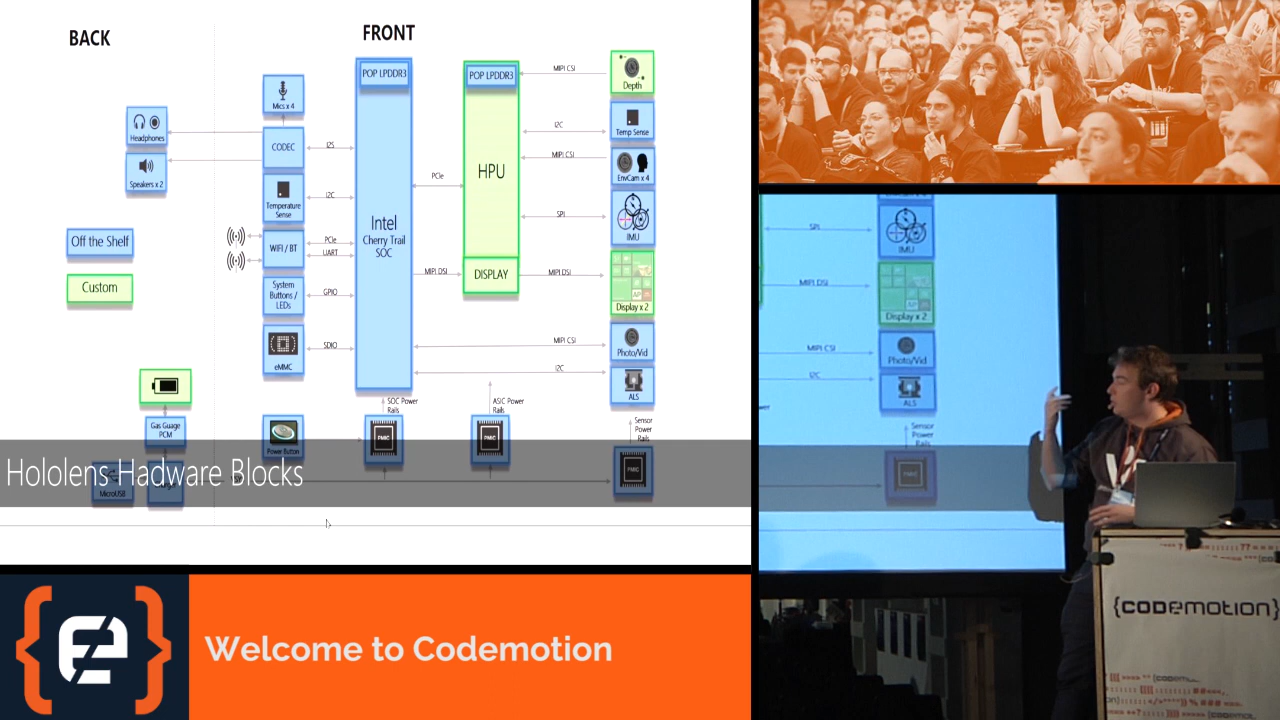 BACK
FRONT
POP LPDDR3
POP LPDDR3
MIPI CSI
Depth
Mics x 4
Headphones
I2C
Temp Sense
CODEC
I2S
MIPI CSI
EnvCam x 4
Speakers x 2
PCIe
HPU
Temperature
Sense
I2C
SPI
IMU
Intel
Cherry Trail
SOC
Off the Shelf
WIFI / BT
PCIe
UART
MIPI DSI
DISPLAY
MIPI DSI
Display x 2
Custom
System
Buttons /
LEDs
GPIO
SDIO
eMMC
MIPI CSI
Photo/Vid
I2C
ALS
SOC Power
Rails
ASIC Power
Rails
Sensor
Power
Rails
Gas Guage
PCM
Power Button
PMIC
PMIC
PMIC
Hololens Hadware Blocks
MicroUSB
SPI
IMU
MIPI DSI
Display x 2
MIPI CSI
Photo/Vid
I2C
ALS
Sensor
Power
Rails
PMIC
{CODEMOTION}
Welcome to Codemotion